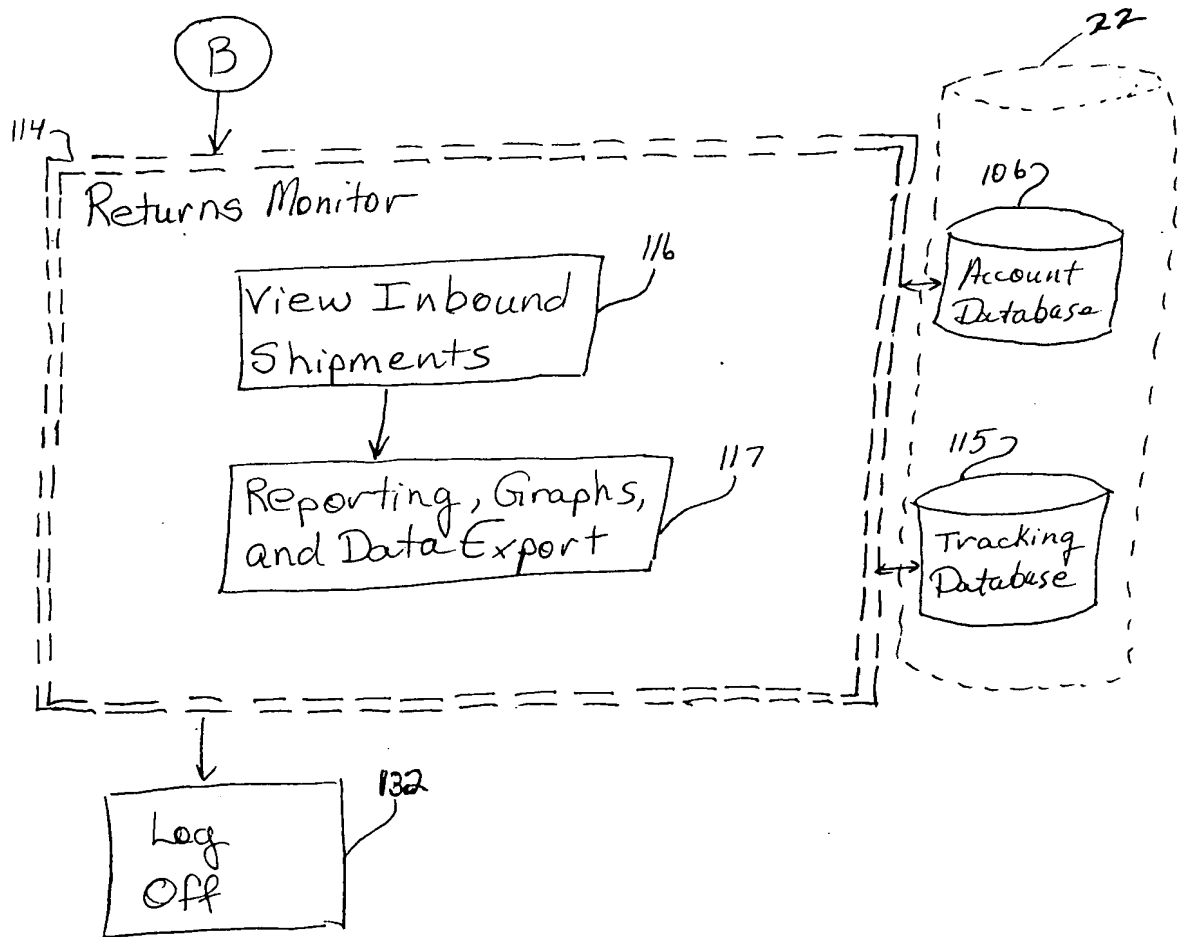 B
22
114
Returns Monitor
106
Account
Database
116
View Inbound
Shipments
115
Tracking
Database
117
Reporting, Graphs,
and Data Export
132
Log
Off